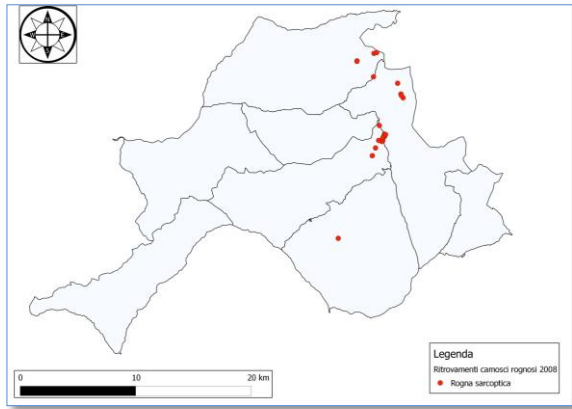 0 10 20 km
Legenda
Ritrovamenti camosci rognosi 2008
Rogna sarcoptica